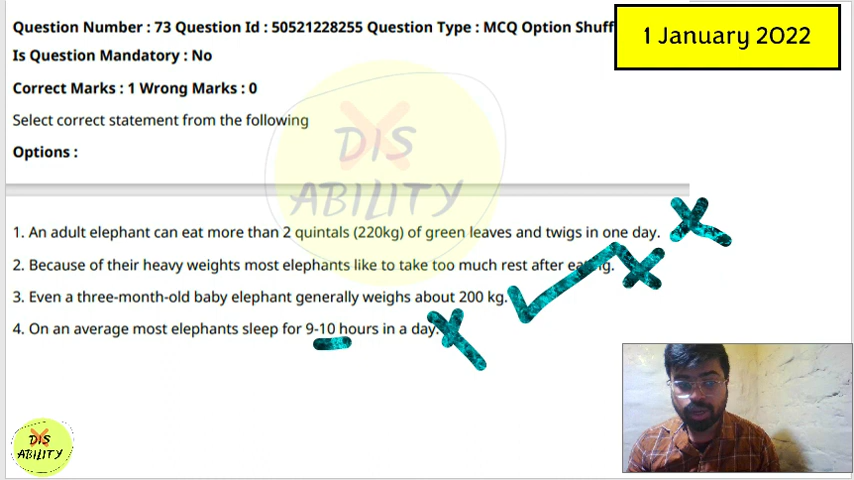 Question Number : 73 Question Id : 50521228255 Question Type : MCQ Option Shuff
1 January 2022
Is Question Mandatory : No
Correct Marks : 1 Wrong Marks : 0
Select correct statement from the following
Options :
DIS
ABILITY
1. An adult elephant can eat more than 2 quintals (220kg) of green leaves and twigs in one day.
2. Because of their heavy weights most elephants like to take too much rest after
3. Even a three-month-old baby elephant generally weighs about 200 kg.
4. On an average most elephants sleep for 9-10 hours in a day.
DIS
ABILITY